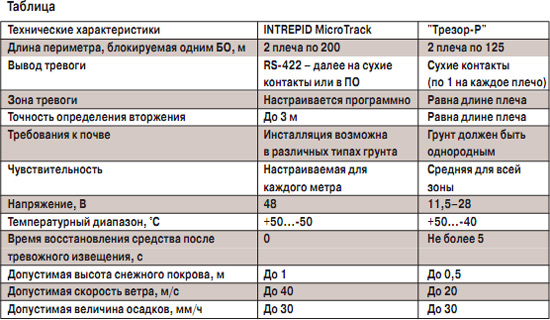 Таблица
Технические характеристики INTREPID MicroTrack "Трезор-Р"
Длина периметра, блокируемая одним БО, м 2 плеча по 200 2 плеча по 125
Вывод тревоги RS-422 – далее на сухие контакты или в ПО Сухие контакты (по 1 на каждое плечо)
Зона тревоги Настраивается программно Равна длине плеча
Точность определения вторжения До 3 м Равна длине плеча
Требования к почве Инсталляция возможна в различных типах грунта Грунт должен быть однородным
Чувствительность Настраиваемая для каждого метра Средняя для всей зоны
Напряжение, В 48 11,5–28
Температурный диапазон, °С +50...-50 +50...-40
Время восстановления средства после тревожного извещения, с 0 Не более 5
Допустимая высота снежного покрова, м До 1 До 0,5
Допустимая скорость ветра, м/с До 40 До 20
Допустимая величина осадков, мм/ч До 30 До 30